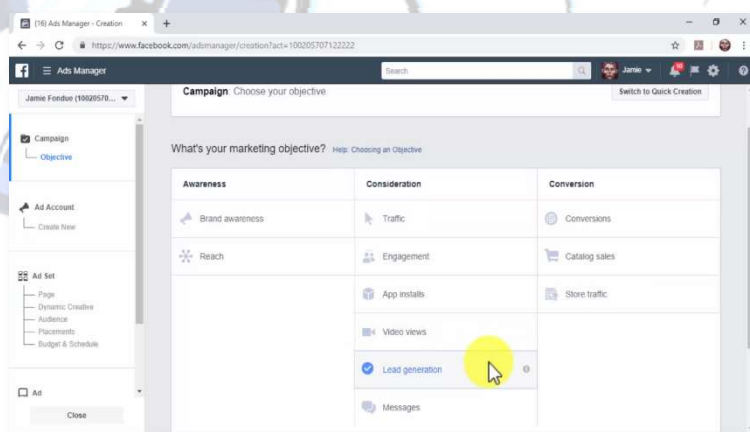 (16) Ads Manager - Creation
https://www.facebook.com/adsmanager/creation?act=100205707122222
Ads Manager
Search
Jamie
Jamie Fondue (10020570...
Campaign: Choose your objective
Switch to Quick Creation
Campaign
Objective
Ad Account
Create New
Ad Set
Page
Dynamic Creative
Audience
Placements
Budget & Schedule
Ad
Close
What's your marketing objective? Help: Choosing an Objective
Awareness
Consideration
Conversion
Brand awareness
Traffic
Conversions
Reach
Engagement
Catalog sales
App installs
Store traffic
Video views
Lead generation
Messages